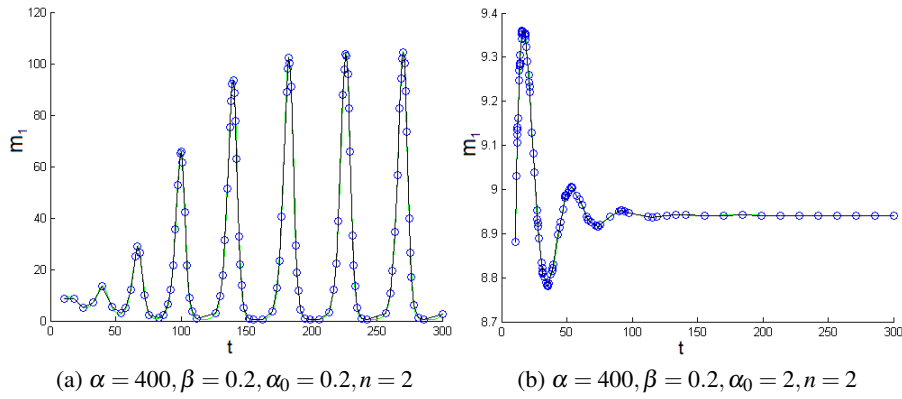 120
100
80
60
40
20
0
m1
0 50 100 150 200 250 300
t
(a) α = 400, β = 0.2, α0 = 0.2, n = 2
9.4
9.3
9.2
9.1
9
8.9
8.8
8.7
m1
0 50 100 150 200 250 300
t
(b) α = 400, β = 0.2, α0 = 2, n = 2